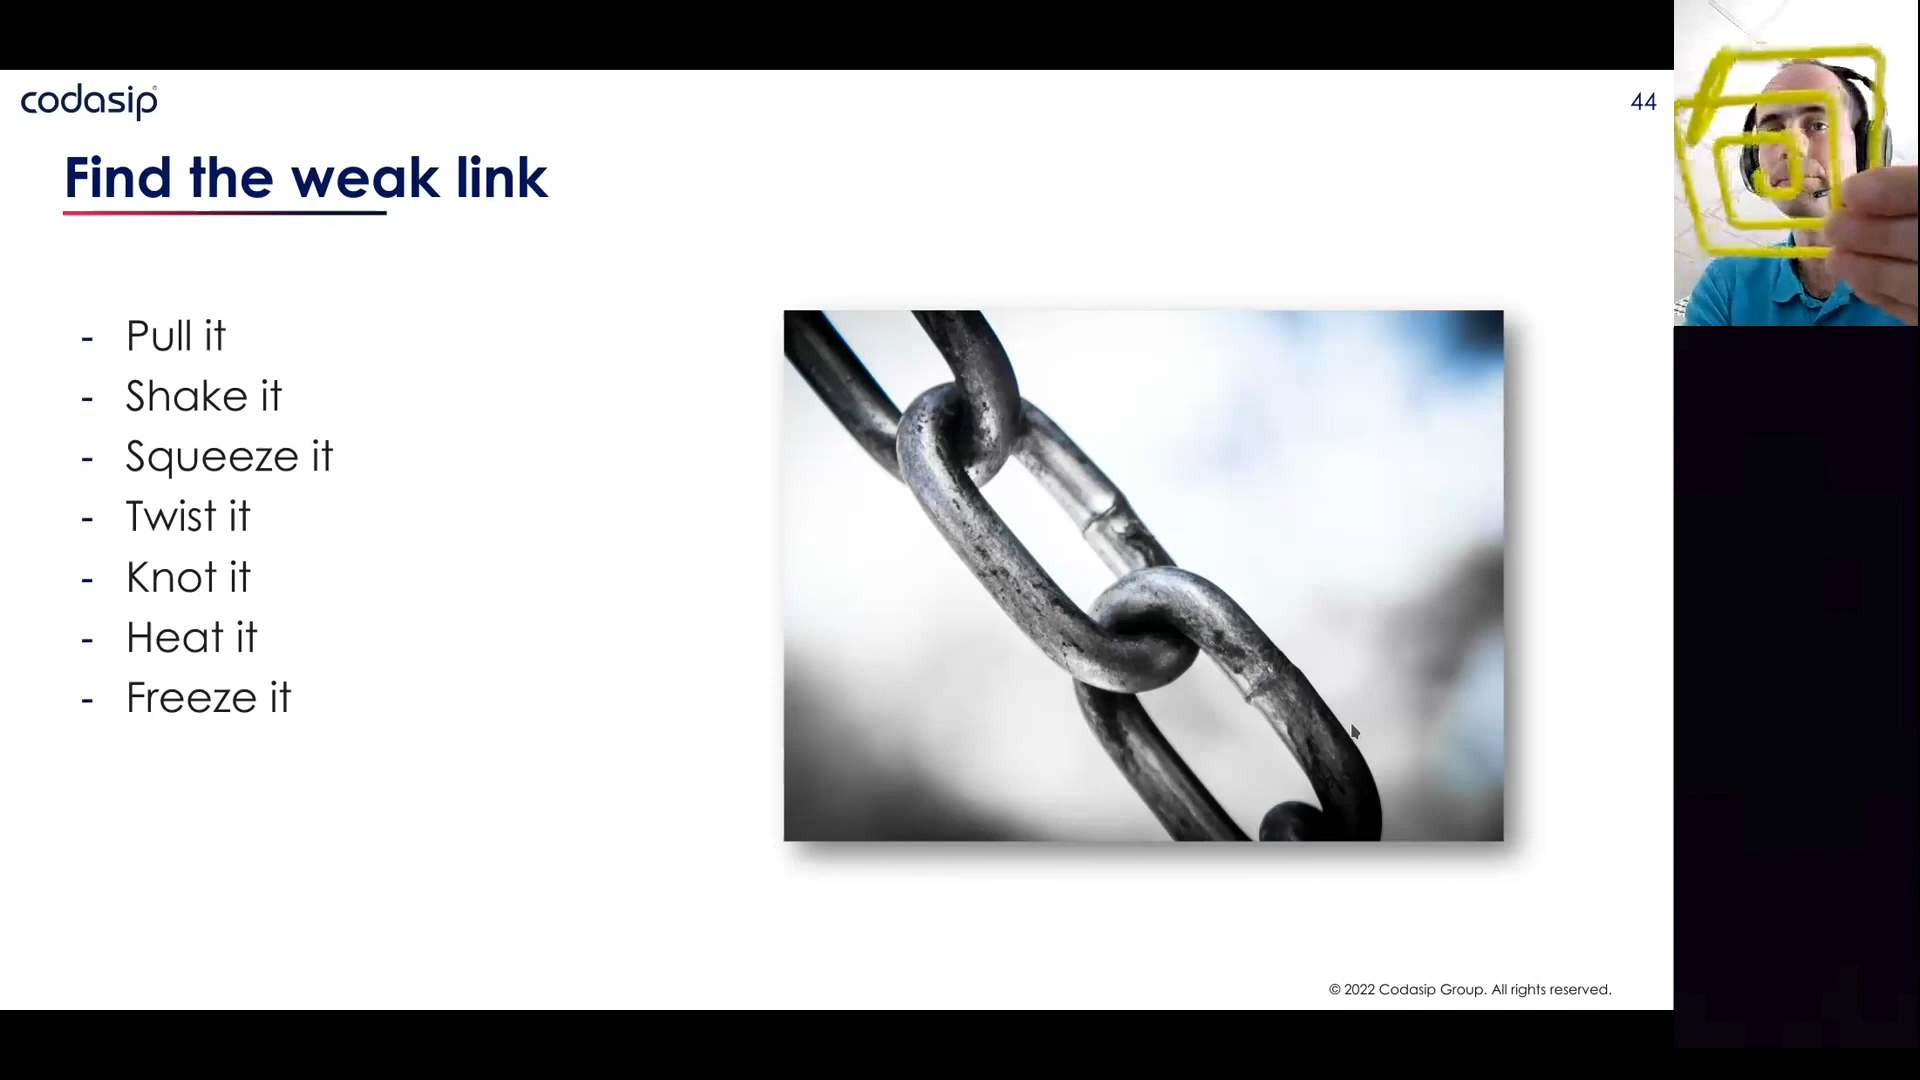 codasip
44
Find the weak link
- Pull it
- Shake it
- Squeeze it
- Twist it
- Knot it
- Heat it
- Freeze it
© 2022 Codasip Group. All rights reserved.